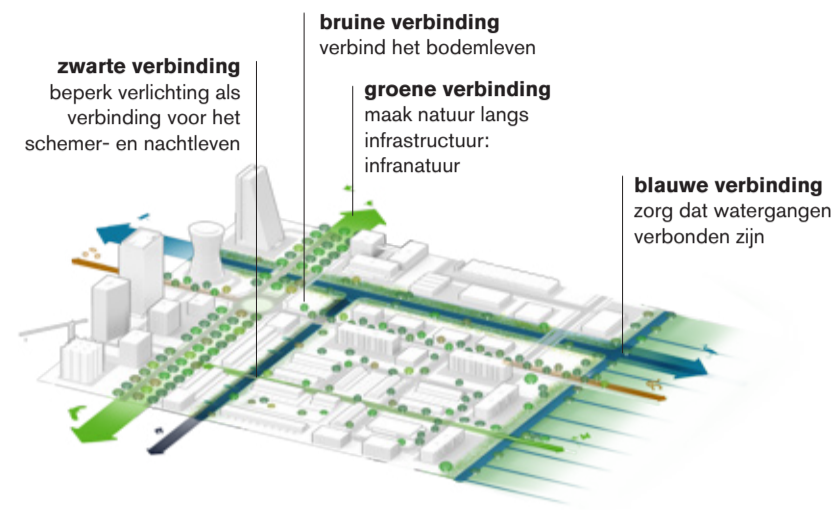 bruine verbinding
verbind het bodemleven
zwarte verbinding
beperk verlichting als
verbinding voor het
schemer- en nachtleven
groene verbinding
maak natuur langs
infrastructuur:
infranatuur
blauwe verbinding
zorg dat watergangen
verbonden zijn